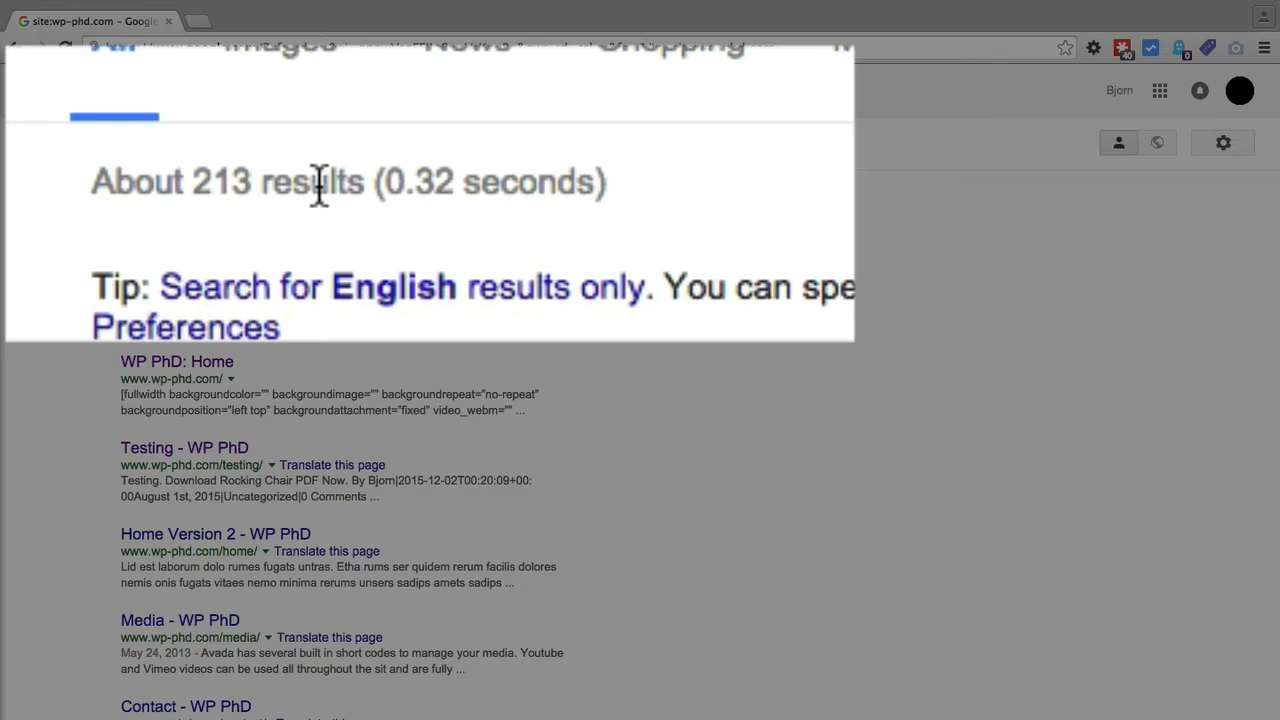 site:wp-phd.com - Google
40
0
Images
Shopping
Bjorn
About 213 results (0.32 seconds)
Tip: Search for English results only. You can spe
Preferences
WP PhD: Home
www.wp-phd.com/
[fullwidth backgroundcolor="" backgroundimage="" backgroundrepeat="no-repeat"
backgroundposition="left top" backgroundattachment="fixed" video_webm="" ...
Testing - WP PhD
www.wp-phd.com/testing/ Translate this page
Testing. Download Rocking Chair PDF Now. By Bjorn|2015-12-02T00:20:09+00:
00August 1st, 2015|Uncategorized|0 Comments ...
Home Version 2 - WP PhD
www.wp-phd.com/home/ Translate this page
Lid est laborum dolo rumes fugats untras. Etha rums ser quidem rerum facilis dolores
nemis onis fugats vitaes nemo minima rerums unsers sadips amets sadips ...
Media - WP PhD
www.wp-phd.com/media/ Translate this page
May 24, 2013 - Avada has several built in short codes to manage your media. Youtube
and Vimeo videos can be used all throughout the sit and are fully ...
Contact - WP PhD